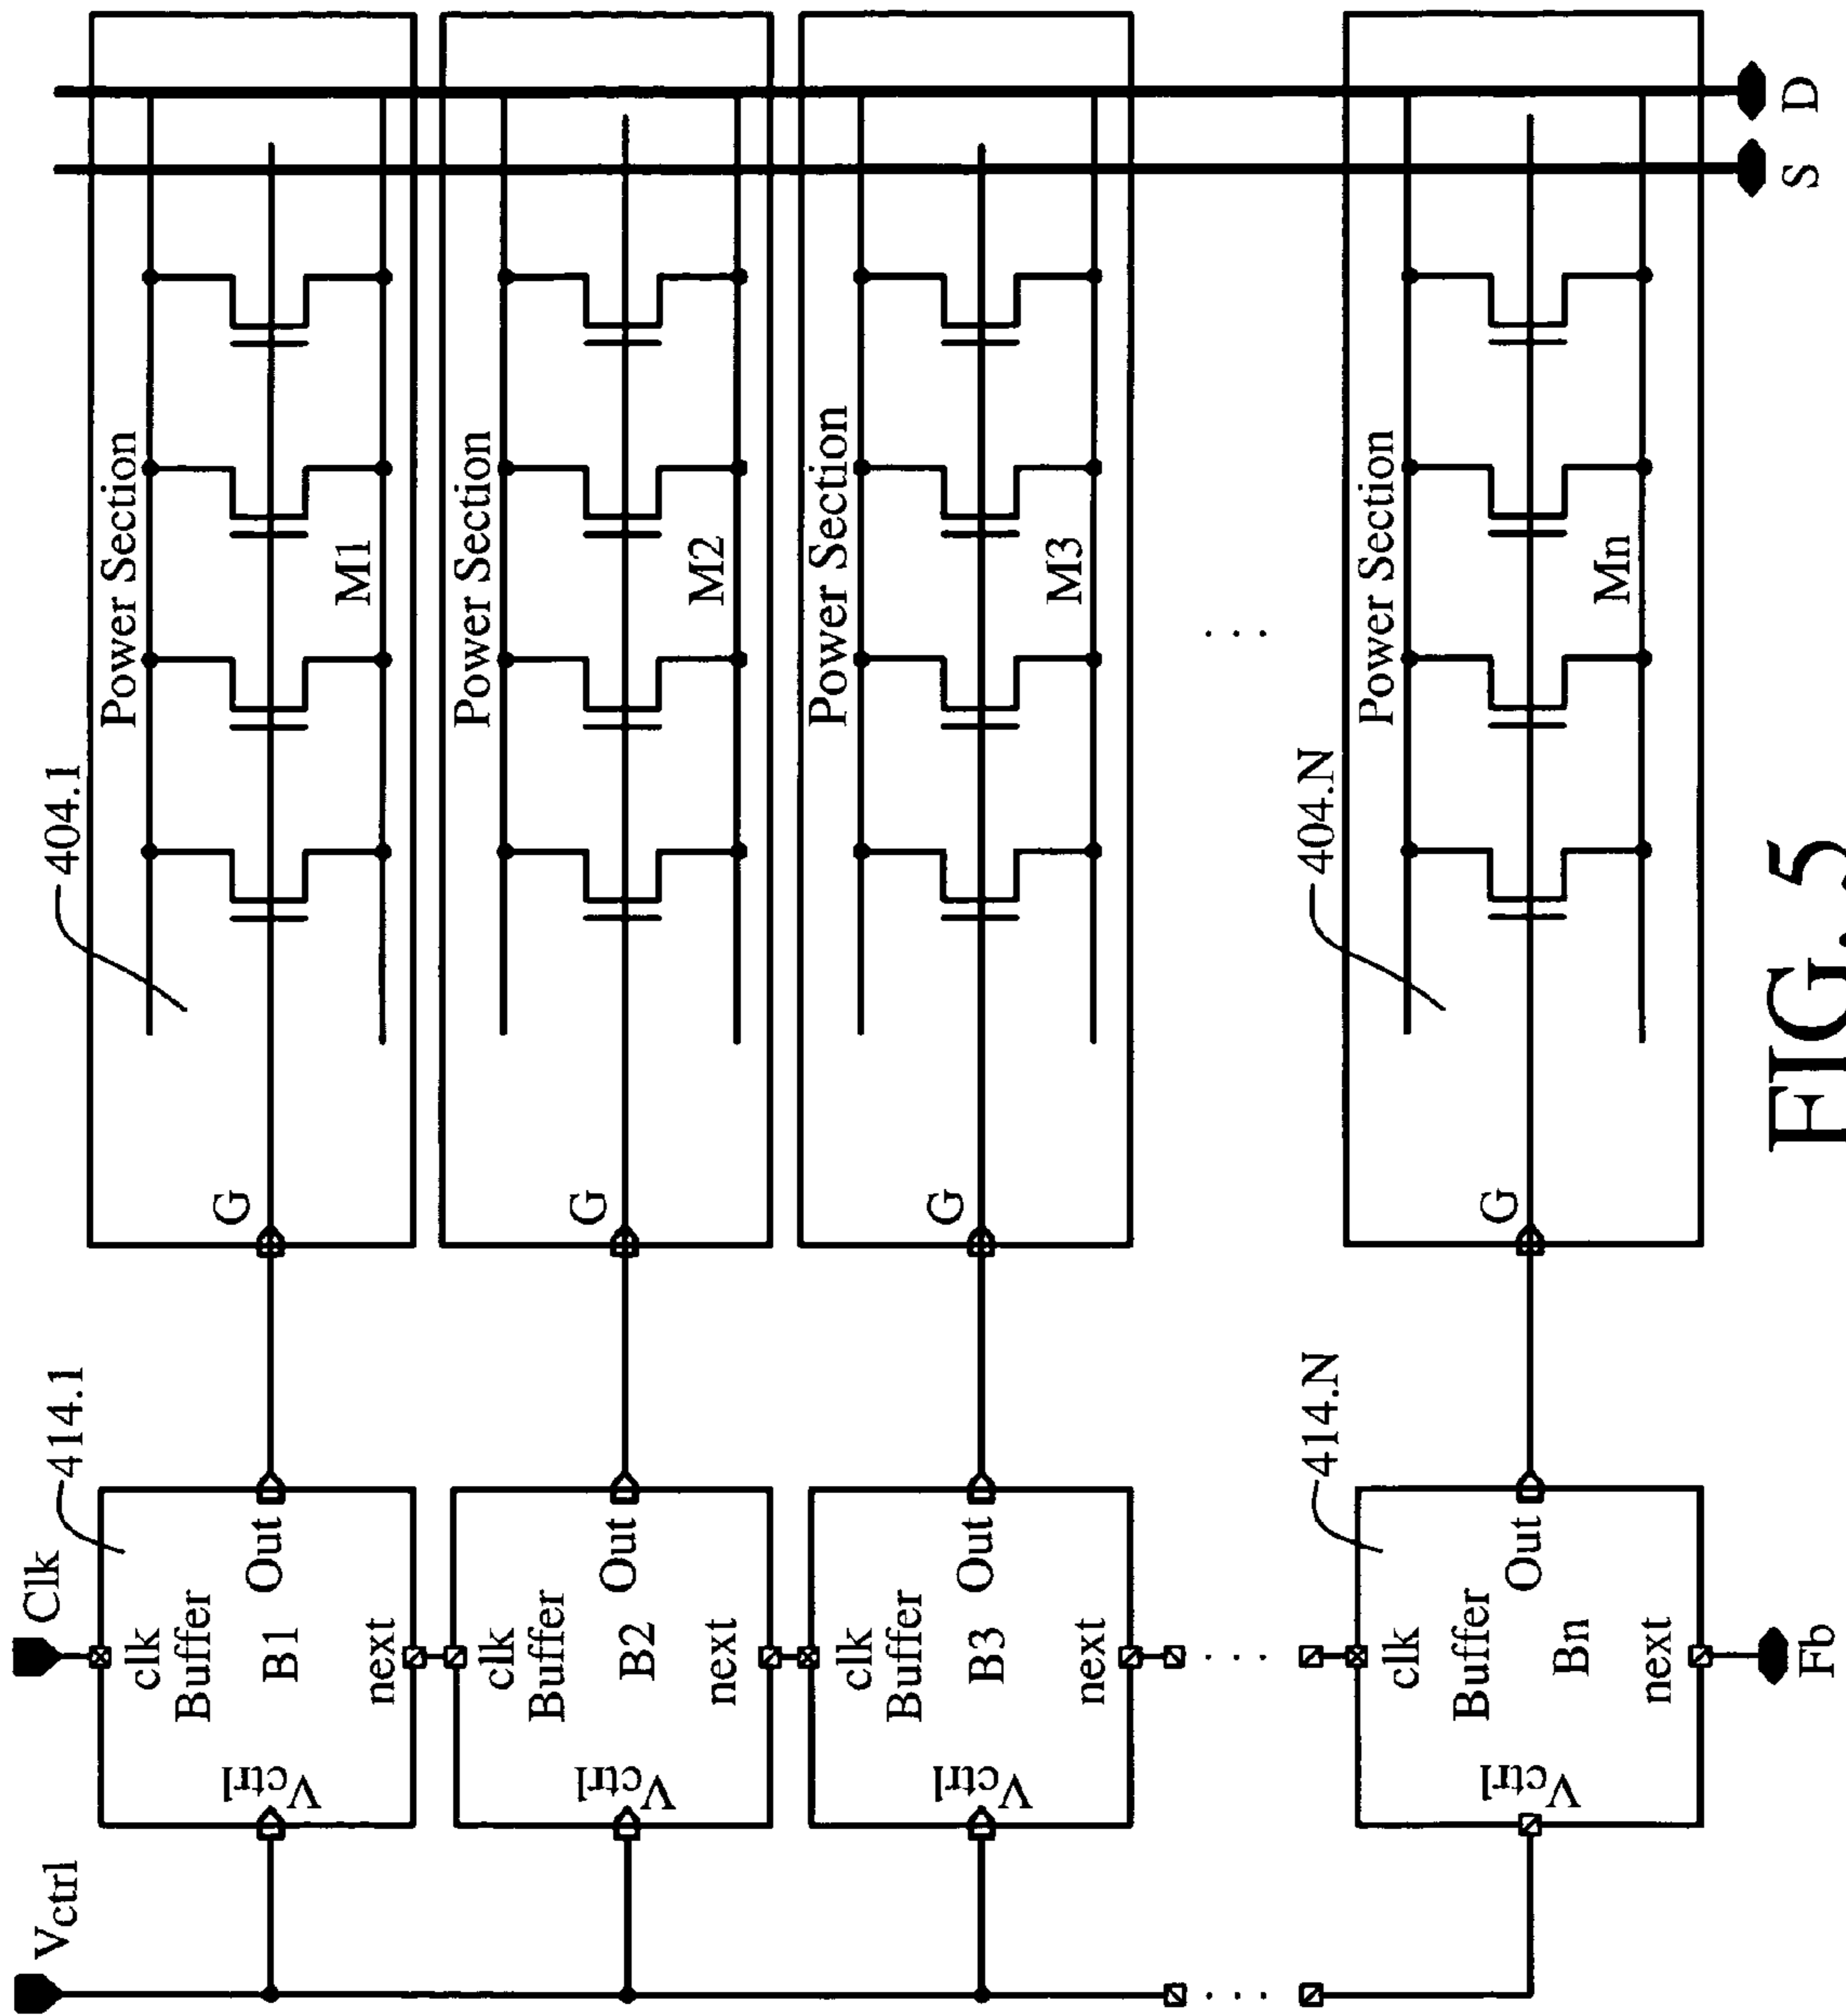 Vctrl
Clk
414.1
404.1
clk
Buffer
B1
Vctrl
Out
next
G
Power Section
M1
clk
Buffer
B2
Vctrl
Out
next
G
Power Section
M2
clk
Buffer
B3
Vctrl
Out
next
G
Power Section
M3
...
...
...
414.N
404.N
clk
Buffer
Bn
Vctrl
Out
next
G
Power Section
Mn
Fb
S
D
FIG. 5